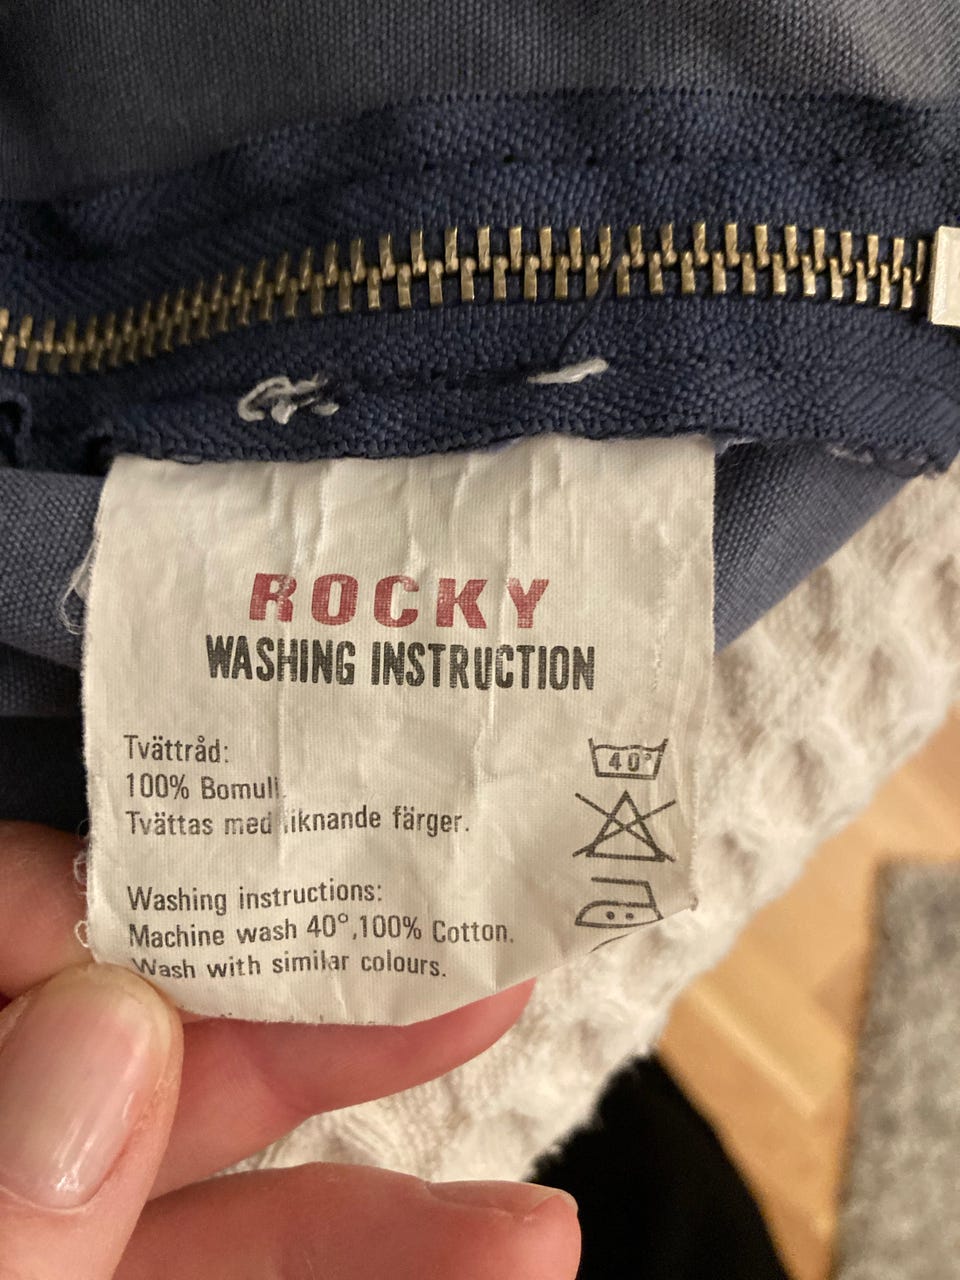 ROCKY
WASHING INSTRUCTION
Tvättråd:
100% Bomull.
Tvättas med liknande färger.
40°
Washing instructions:
Machine wash 40°,100% Cotton.
Wash with similar colours.